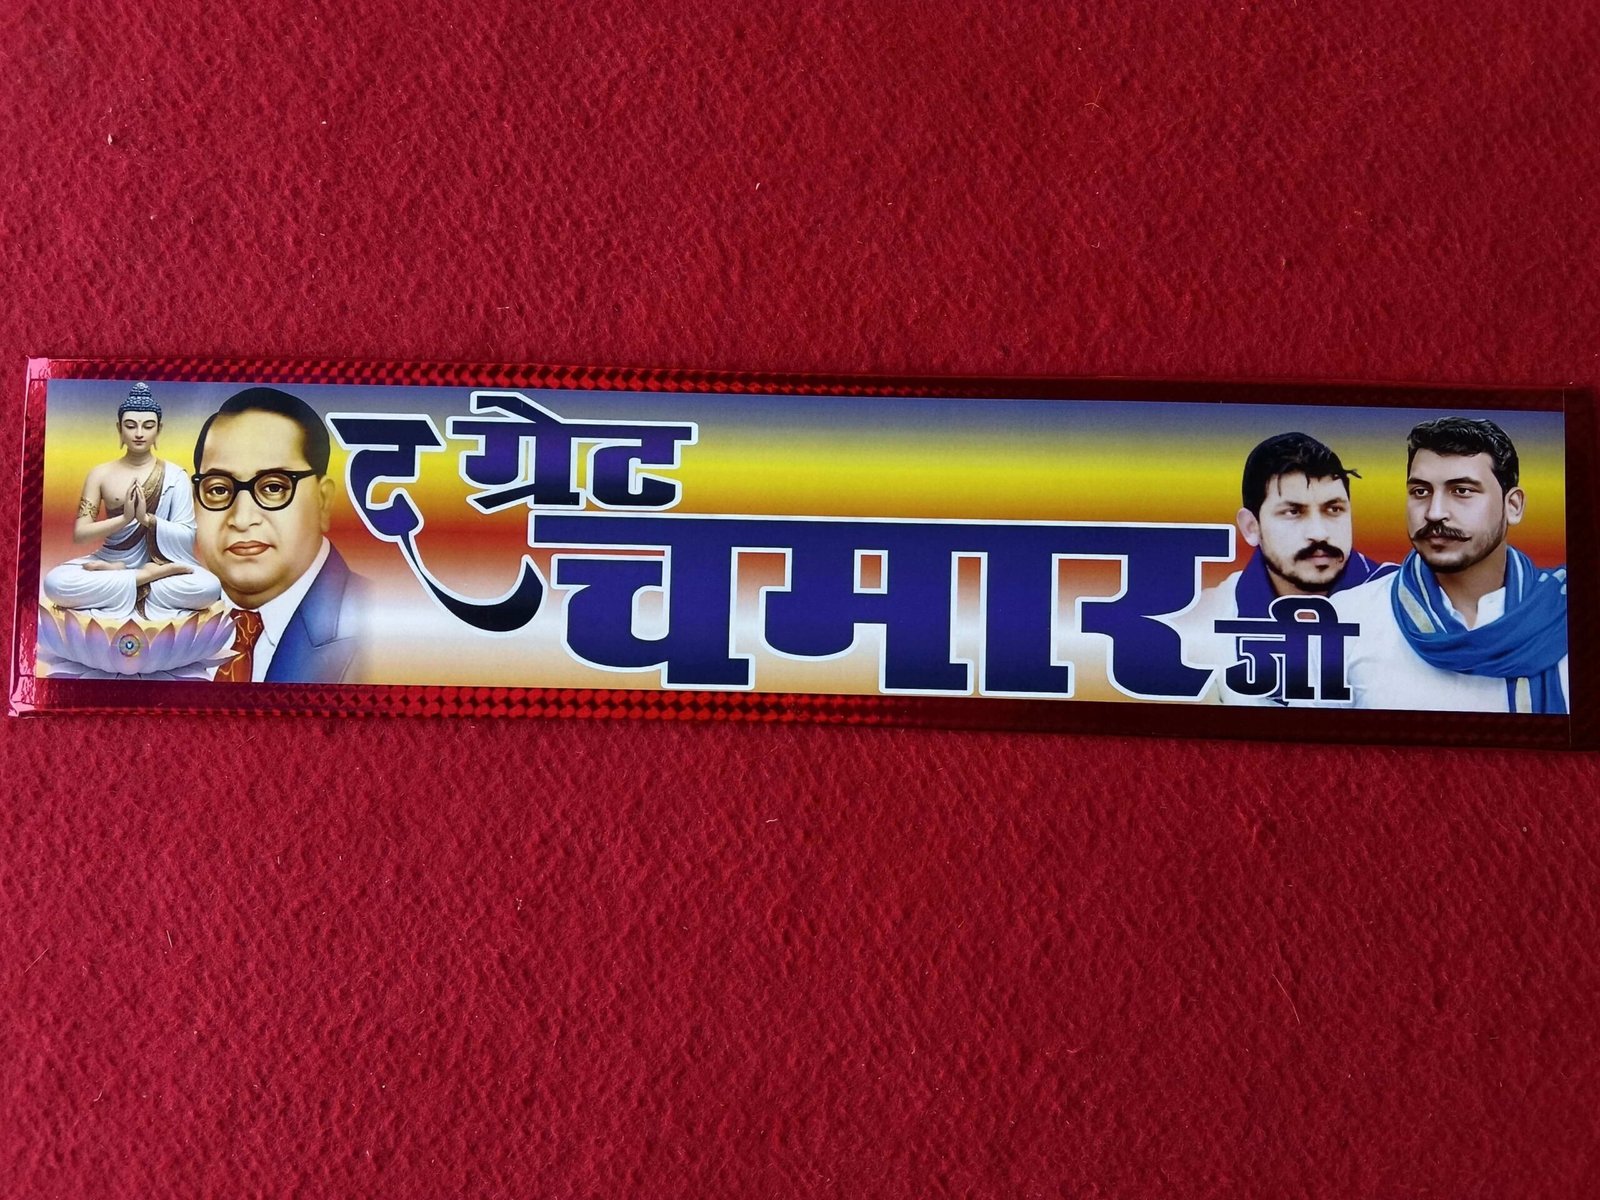 द ग्रेट
चमार जी